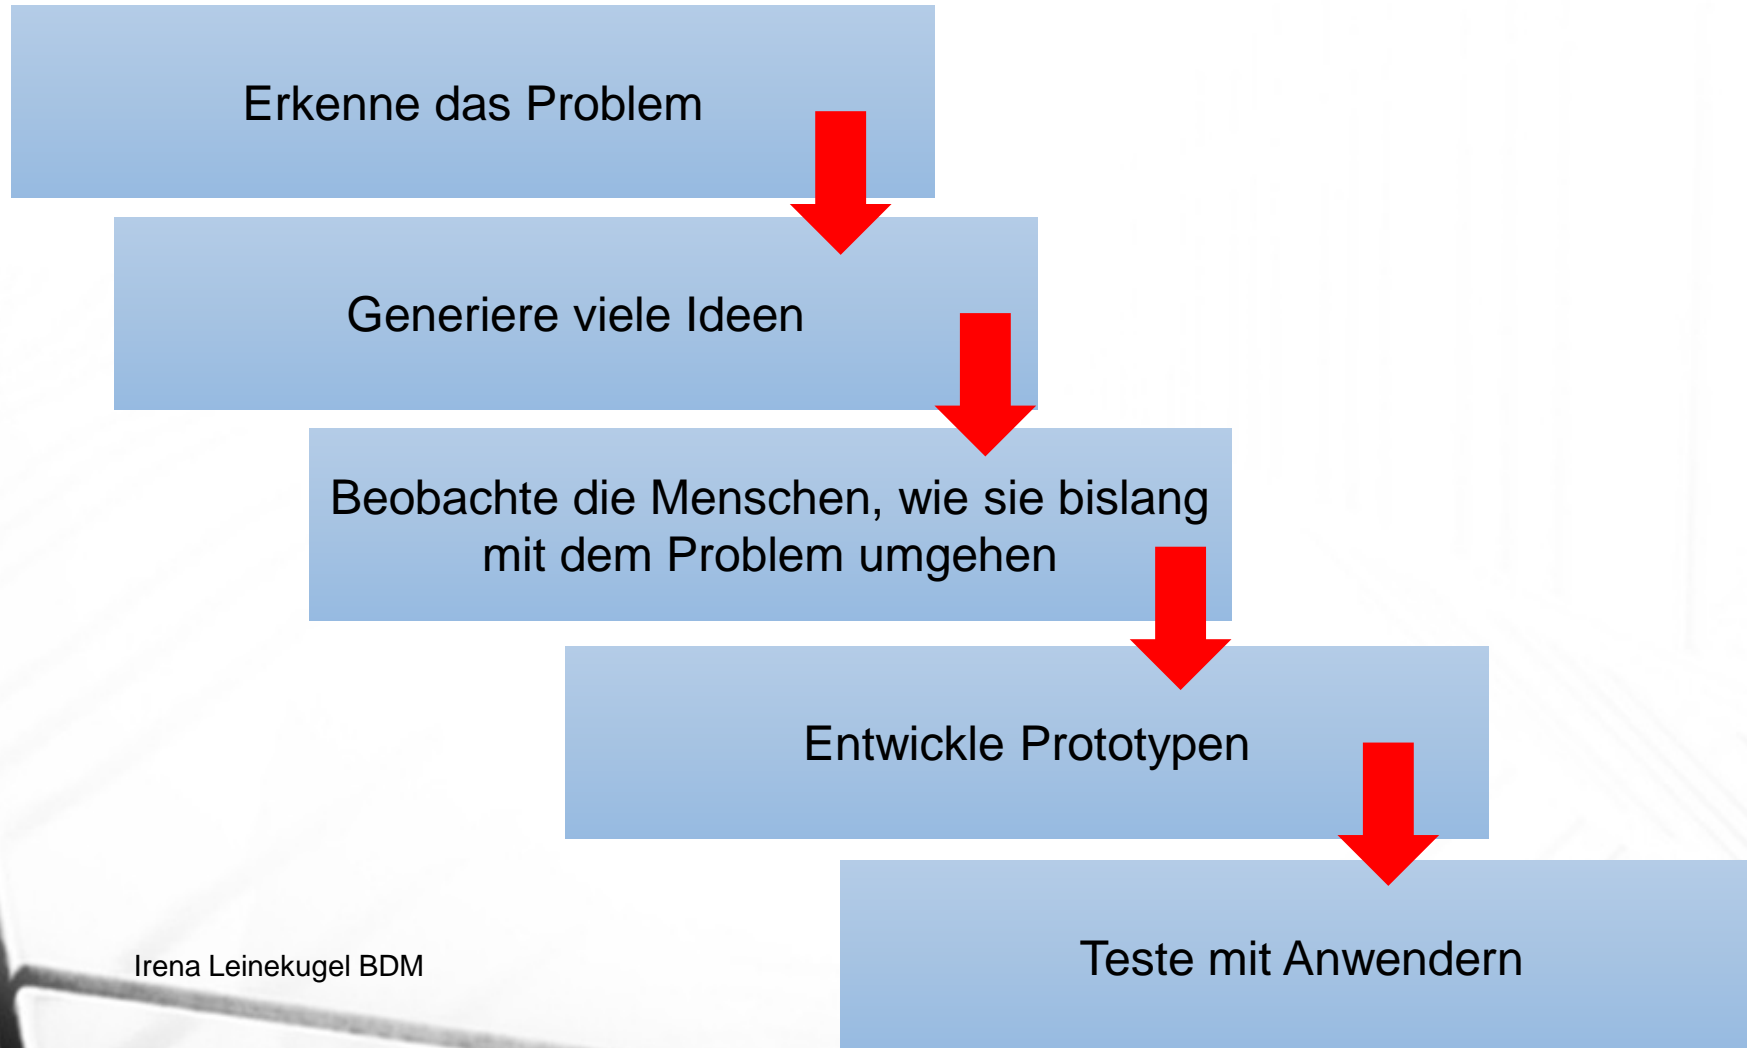 Erkenne das Problem
Generiere viele Ideen
Beobachte die Menschen, wie sie bislang
mit dem Problem umgehen
Entwickle Prototypen
Teste mit Anwendern
Irena Leinekugel BDM